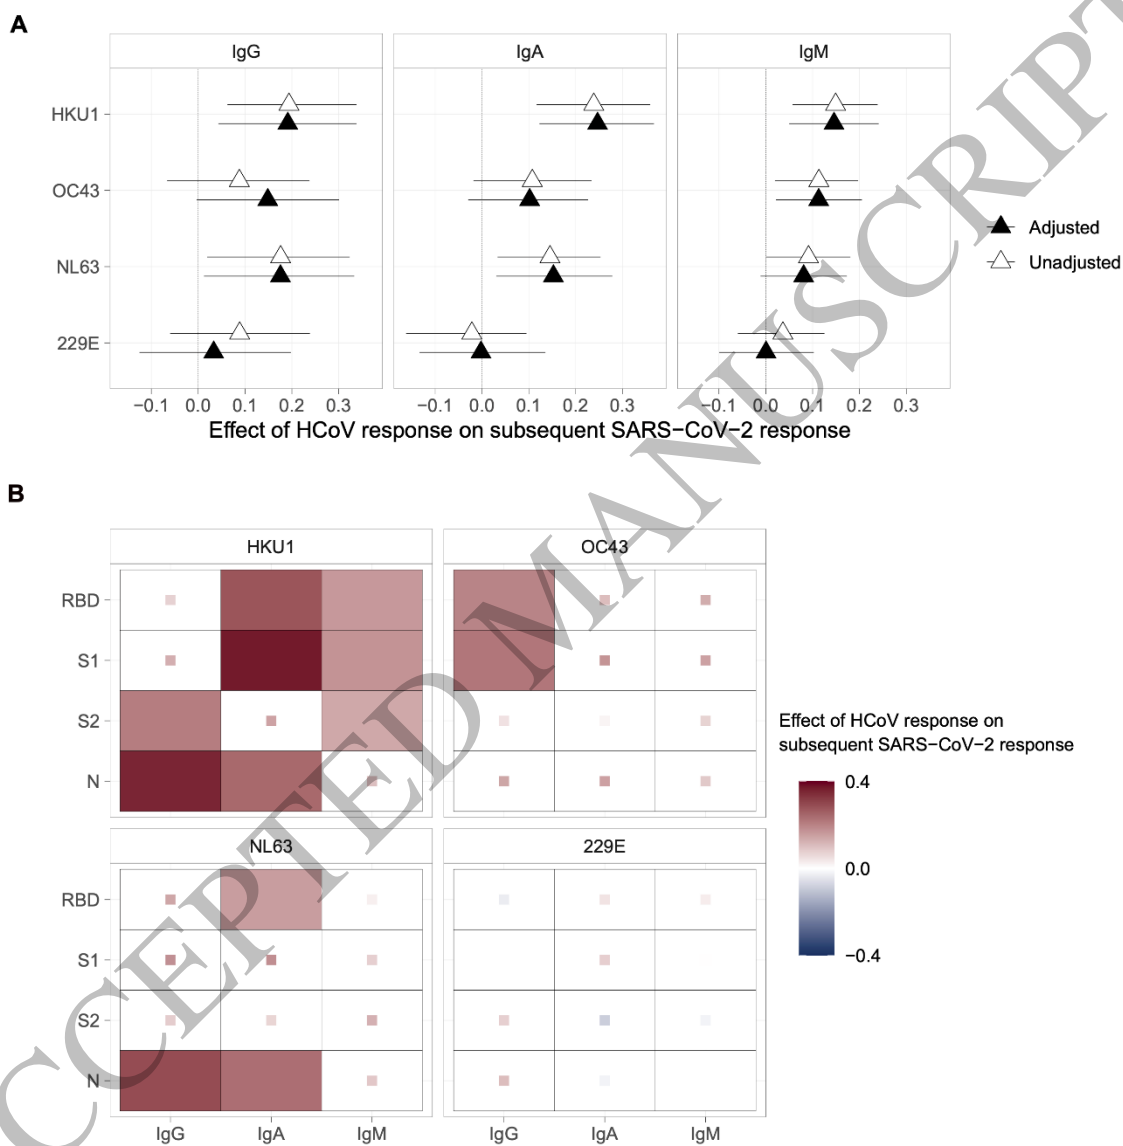 A
IgG IgA IgM
HKU1
OC43
NL63
229E
Adjusted
Unadjusted
−0.1 0.0 0.1 0.2 0.3 −0.1 0.0 0.1 0.2 0.3 −0.1 0.0 0.1 0.2 0.3
Effect of HCoV response on subsequent SARS−CoV−2 response
B
HKU1 OC43
RBD
S1
S2
N
NL63 229E
RBD
S1
S2
N
IgG IgA IgM IgG IgA IgM
Effect of HCoV response on
subsequent SARS−CoV−2 response
0.4
0.0
−0.4
CCEPTED MANUSCRIPT